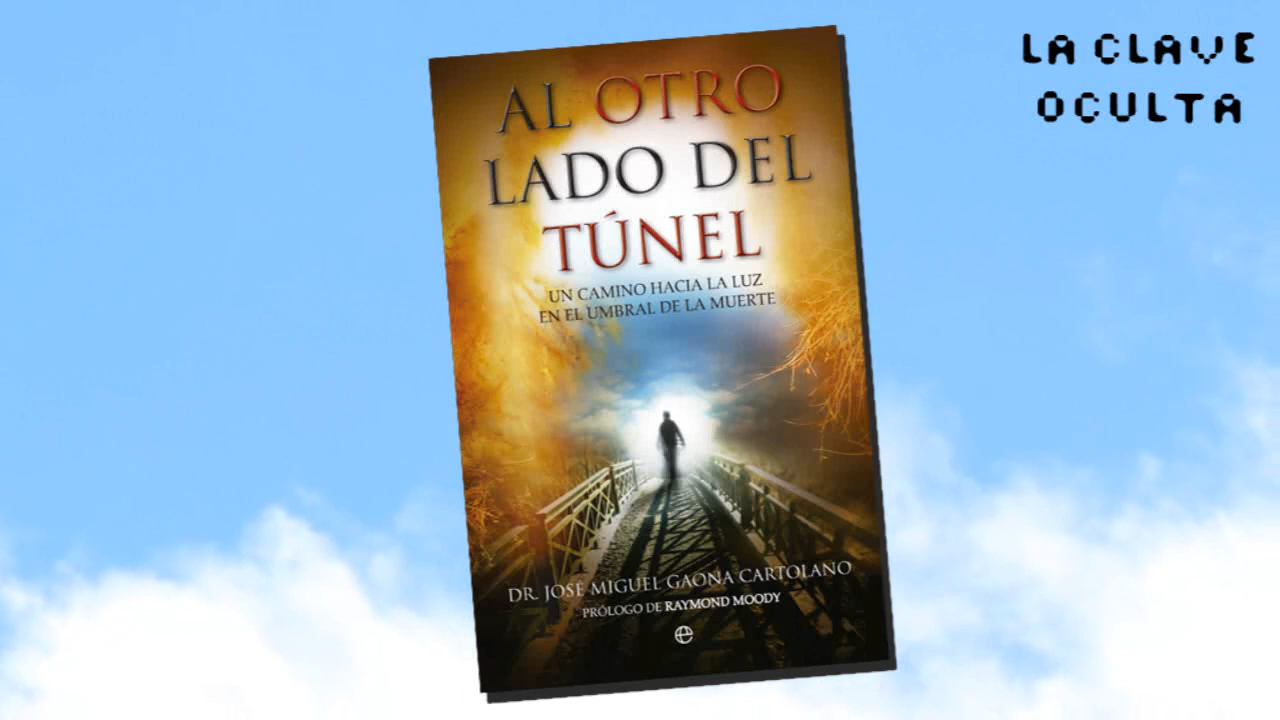 LA CLAVE
OCULTA
AL OTRO
LADO DEL
TÚNEL
UN CAMINO HACIA LA LUZ
EN EL UMBRAL DE LA MUERTE
DR. JOSÉ MIGUEL GAONA CARTOLANO
PRÓLOGO DE RAYMOND MOODY